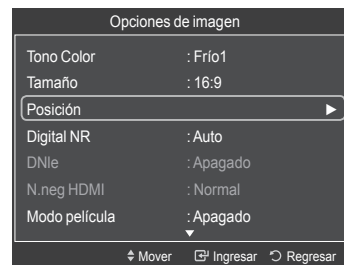 Opciones de imagen
Tono Color : Frío1
Tamaño : 16:9
Posición ►
Digital NR : Auto
DNIe : Apagado
N.neg HDMI : Normal
Modo película : Apagado
▼
Mover Ingresar Regresar